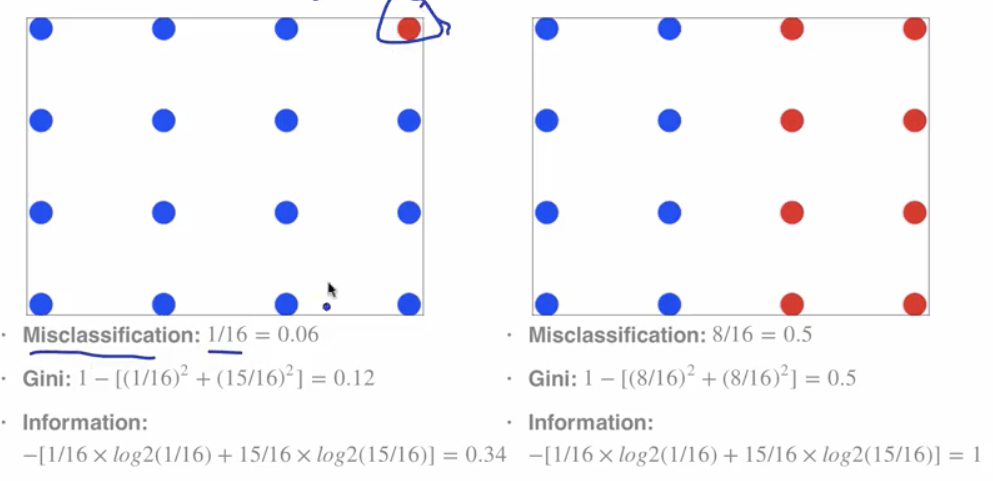 · Misclassification: 1/16 = 0.06
· Gini: 1 − [(1/16)² + (15/16)²] = 0.12
· Information:
−[1/16 × log2(1/16) + 15/16 × log2(15/16)] = 0.34
· Misclassification: 8/16 = 0.5
· Gini: 1 − [(8/16)² + (8/16)²] = 0.5
· Information:
−[1/16 × log2(1/16) + 15/16 × log2(15/16)] = 1